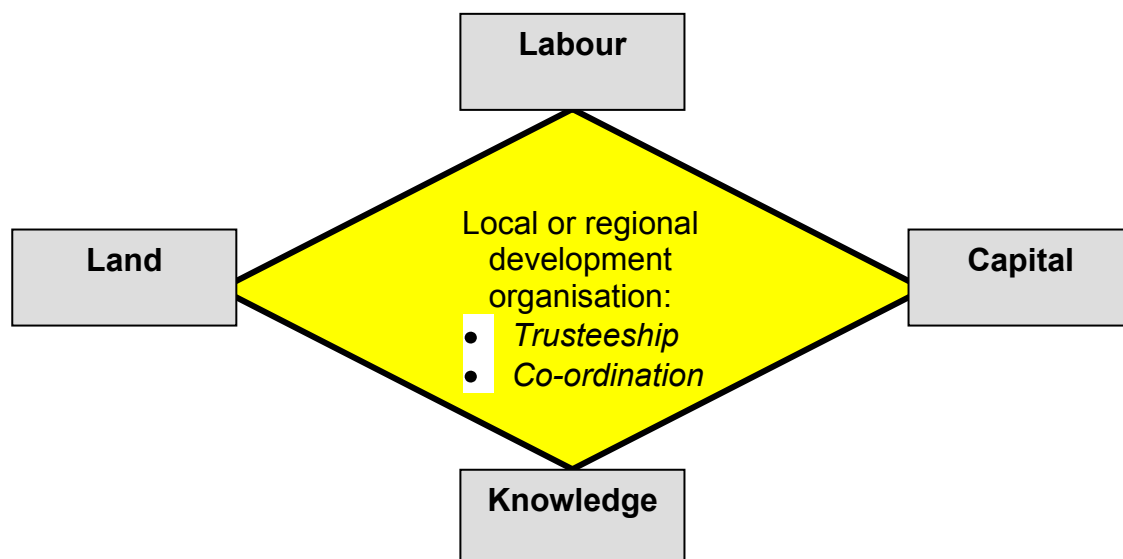 Labour
Land
Capital
Local or regional
development
organisation:
• Trusteeship
• Co-ordination
Knowledge